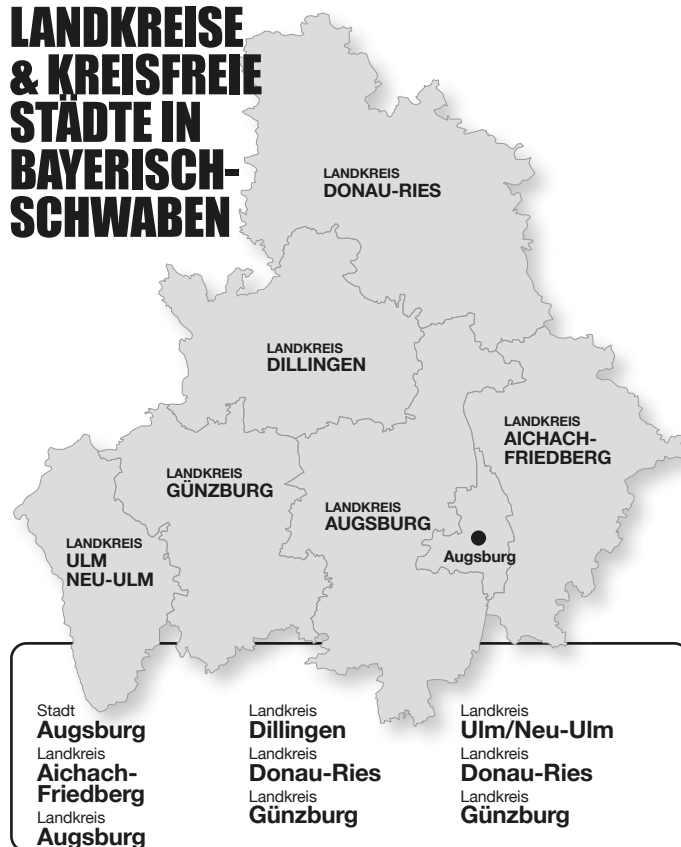 LANDKREISE
& KREISFREIE
STÄDTE IN
BAYERISCH-
SCHWABEN
LANDKREIS
DONAU-RIES
LANDKREIS
DILLINGEN
LANDKREIS
AICHACH-
FRIEDBERG
LANDKREIS
GÜNZBURG
LANDKREIS
AUGSBURG
LANDKREIS
ULM
NEU-ULM
Augsburg
Stadt
Augsburg
Landkreis
Aichach-
Friedberg
Landkreis
Augsburg
Landkreis
Dillingen
Landkreis
Donau-Ries
Landkreis
Günzburg
Landkreis
Ulm/Neu-Ulm
Landkreis
Donau-Ries
Landkreis
Günzburg